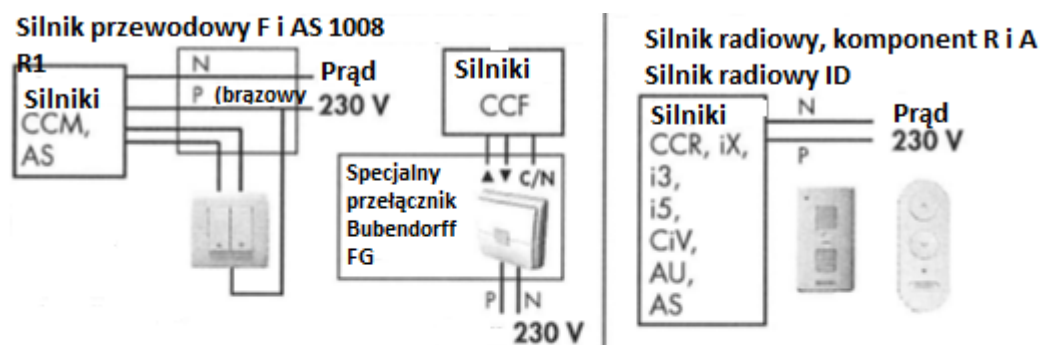 Silnik przewodowy F i AS 1008
R1
Silniki
CCM,
AS
N
P (brązowy
Prąd
230 V
Silniki
CCF
▲ ▼ C/N
Specjalny
przełącznik
Bubendorff
FG
P N
230 V
Silnik radiowy, komponent R i A
Silnik radiowy ID
Silniki
CCR, iX,
i3,
i5,
CiV,
AU,
AS
N
P
Prąd
230 V